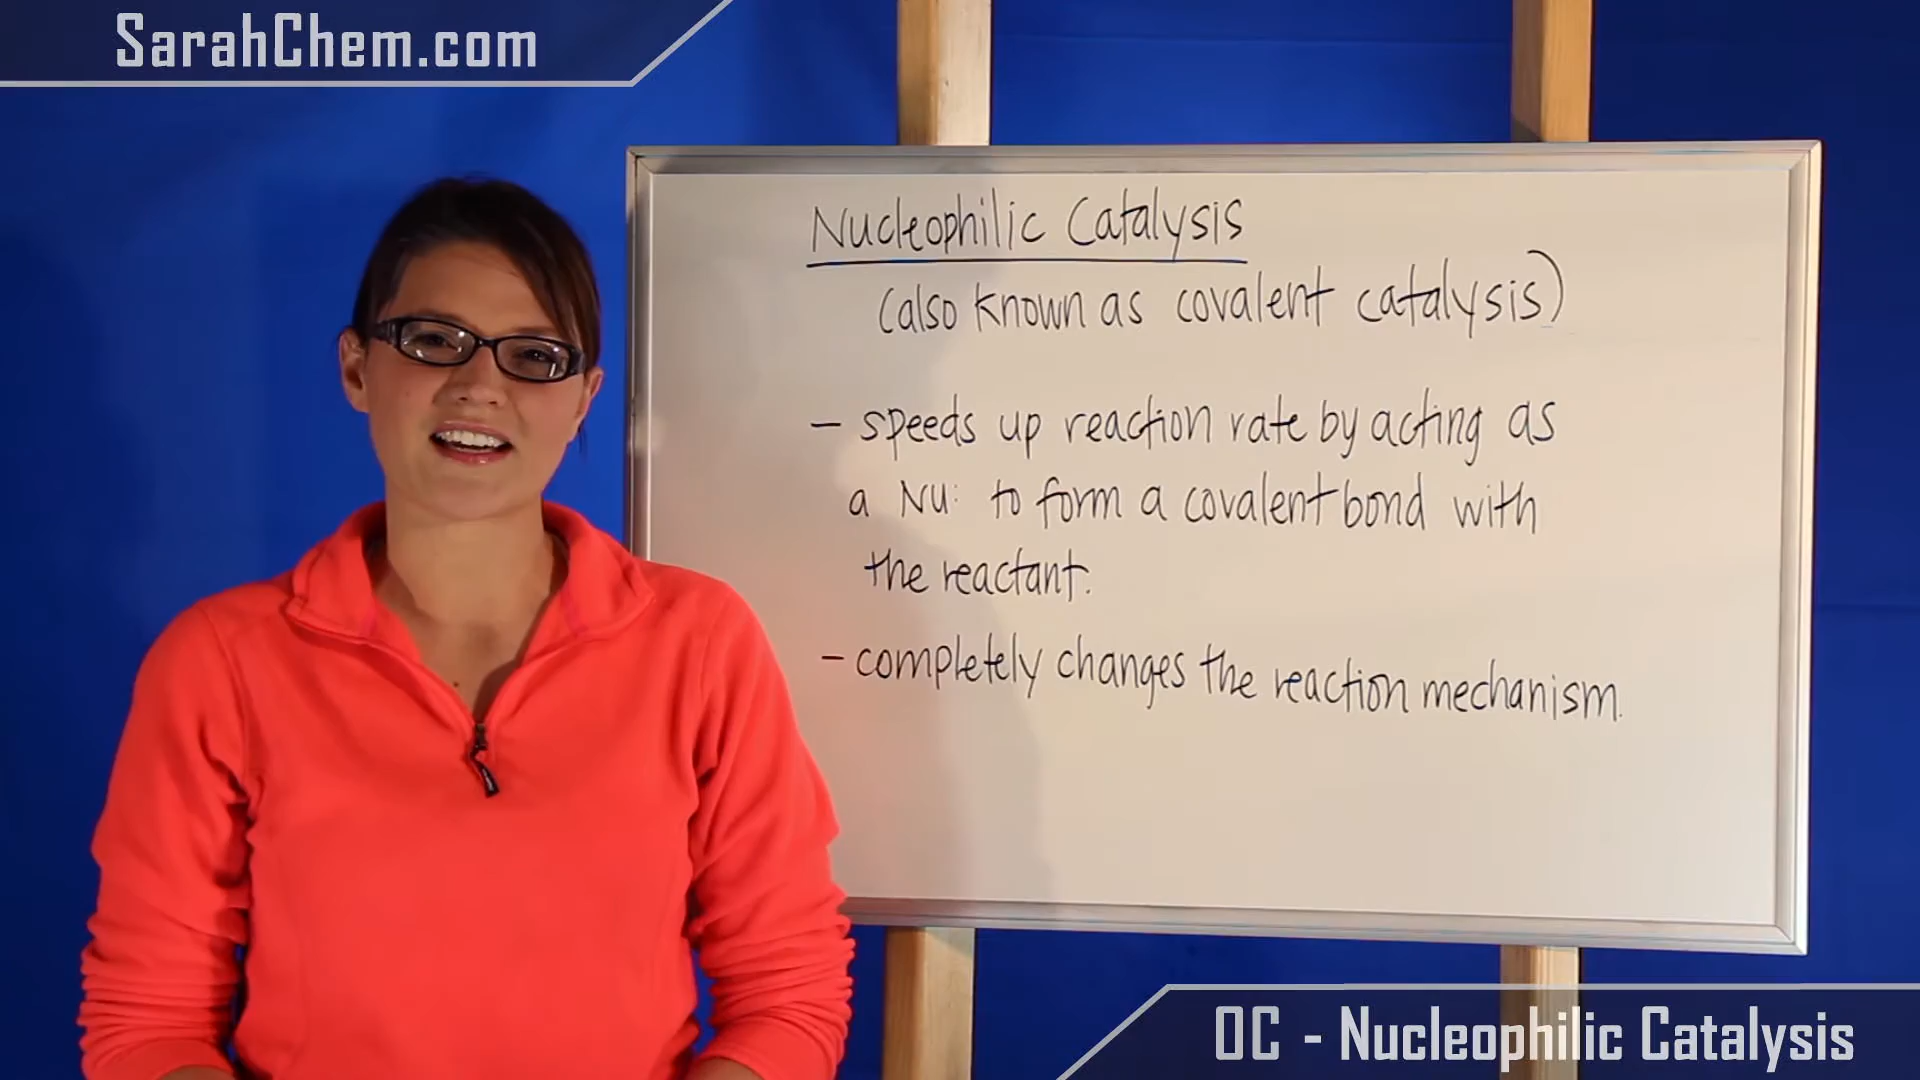 SarahChem.com
Nucleophilic Catalysis
(also known as covalent catalysis)
- speeds up reaction rate by acting as
a Nu: to form a covalent bond with
the reactant.
- completely changes the reaction mechanism.
OC - Nucleophilic Catalysis